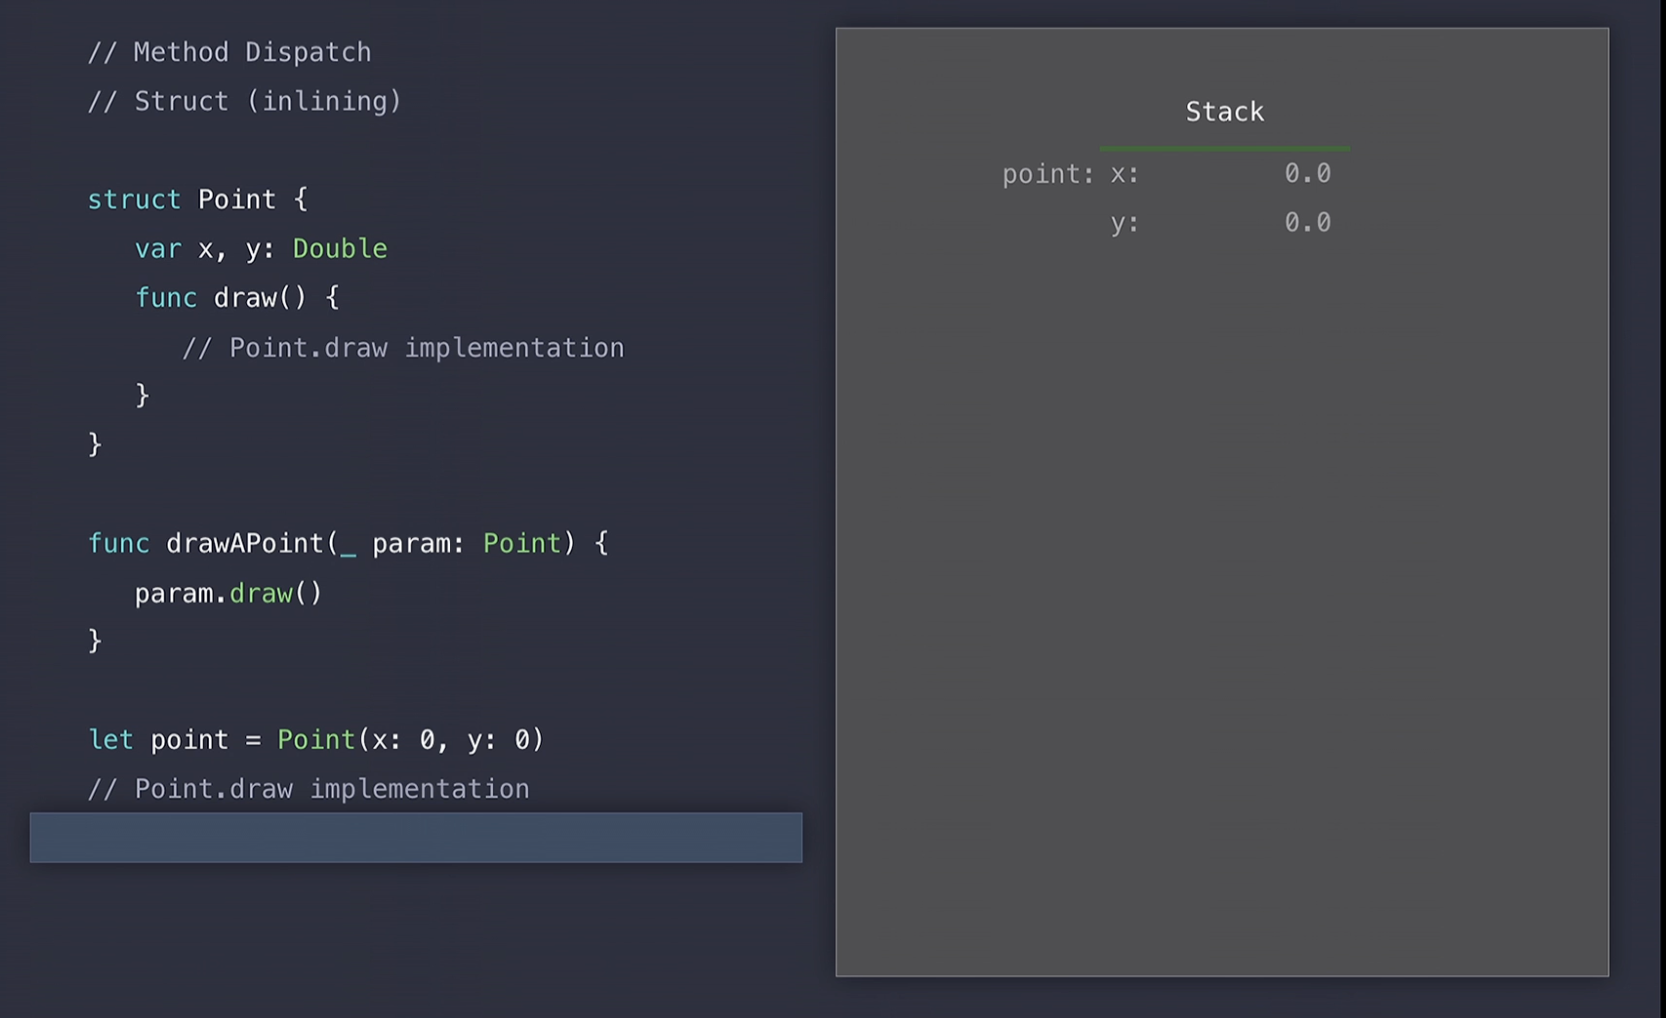 // Method Dispatch
// Struct (inlining)
struct Point {
var x, y: Double
func draw() {
// Point.draw implementation
}
}
func drawAPoint(_ param: Point) {
param.draw()
}
let point = Point(x: 0, y: 0)
// Point.draw implementation
Stack
point: x: 0.0
y: 0.0